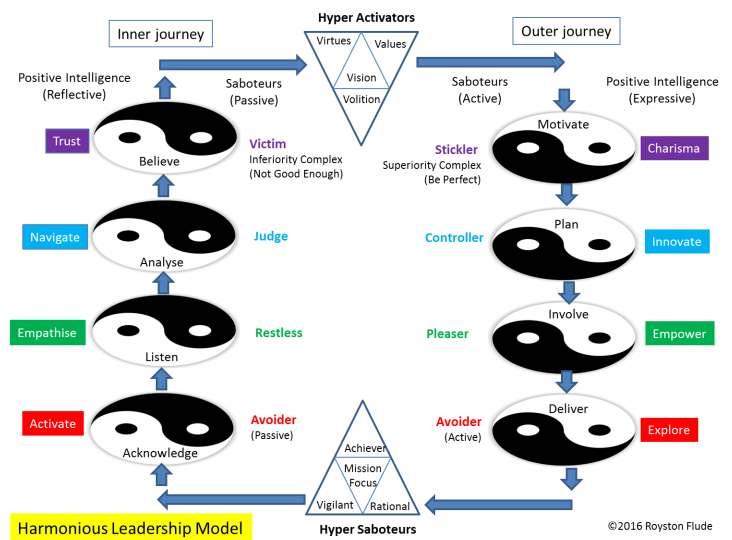 Hyper Activators
Inner journey
Outer journey
Virtues
Values
Vision
Volition
Positive Intelligence
(Reflective)
Saboteurs
(Passive)
Saboteurs
(Active)
Positive Intelligence
(Expressive)
Trust
Believe
Victim
Inferiority Complex
(Not Good Enough)
Motivate
Stickler
Superiority Complex
(Be Perfect)
Charisma
Navigate
Analyse
Judge
Controller
Plan
Innovate
Empathise
Listen
Restless
Pleaser
Involve
Empower
Activate
Acknowledge
Avoider
(Passive)
Avoider
(Active)
Deliver
Explore
Achiever
Mission
Focus
Vigilant
Rational
Hyper Saboteurs
Harmonious Leadership Model
©2016 Royston Flude